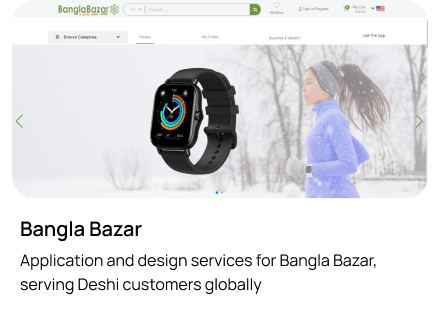 BanglaBazar
All
Search...
Wishlist
Sign In/Register
My Cart
Browse Categories
Home
My Orders
Become a Vendor
Get The App
Bangla Bazar
Application and design services for Bangla Bazar,
serving Deshi customers globally